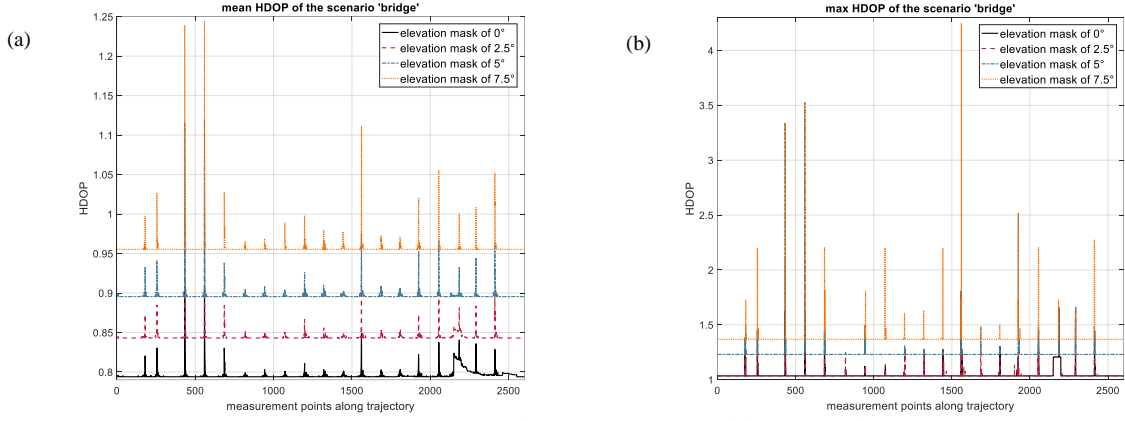 (a)
mean HDOP of the scenario 'bridge'
1.25
1.2
1.15
1.1
1.05
1
0.95
0.9
0.85
0.8
HDOP
elevation mask of 0°
elevation mask of 2.5°
elevation mask of 5°
elevation mask of 7.5°
0 500 1000 1500 2000 2500
measurement points along trajectory
(b)
max HDOP of the scenario 'bridge'
4
3.5
3
2.5
2
1.5
1
HDOP
elevation mask of 0°
elevation mask of 2.5°
elevation mask of 5°
elevation mask of 7.5°
0 500 1000 1500 2000 2500
measurement points along trajectory